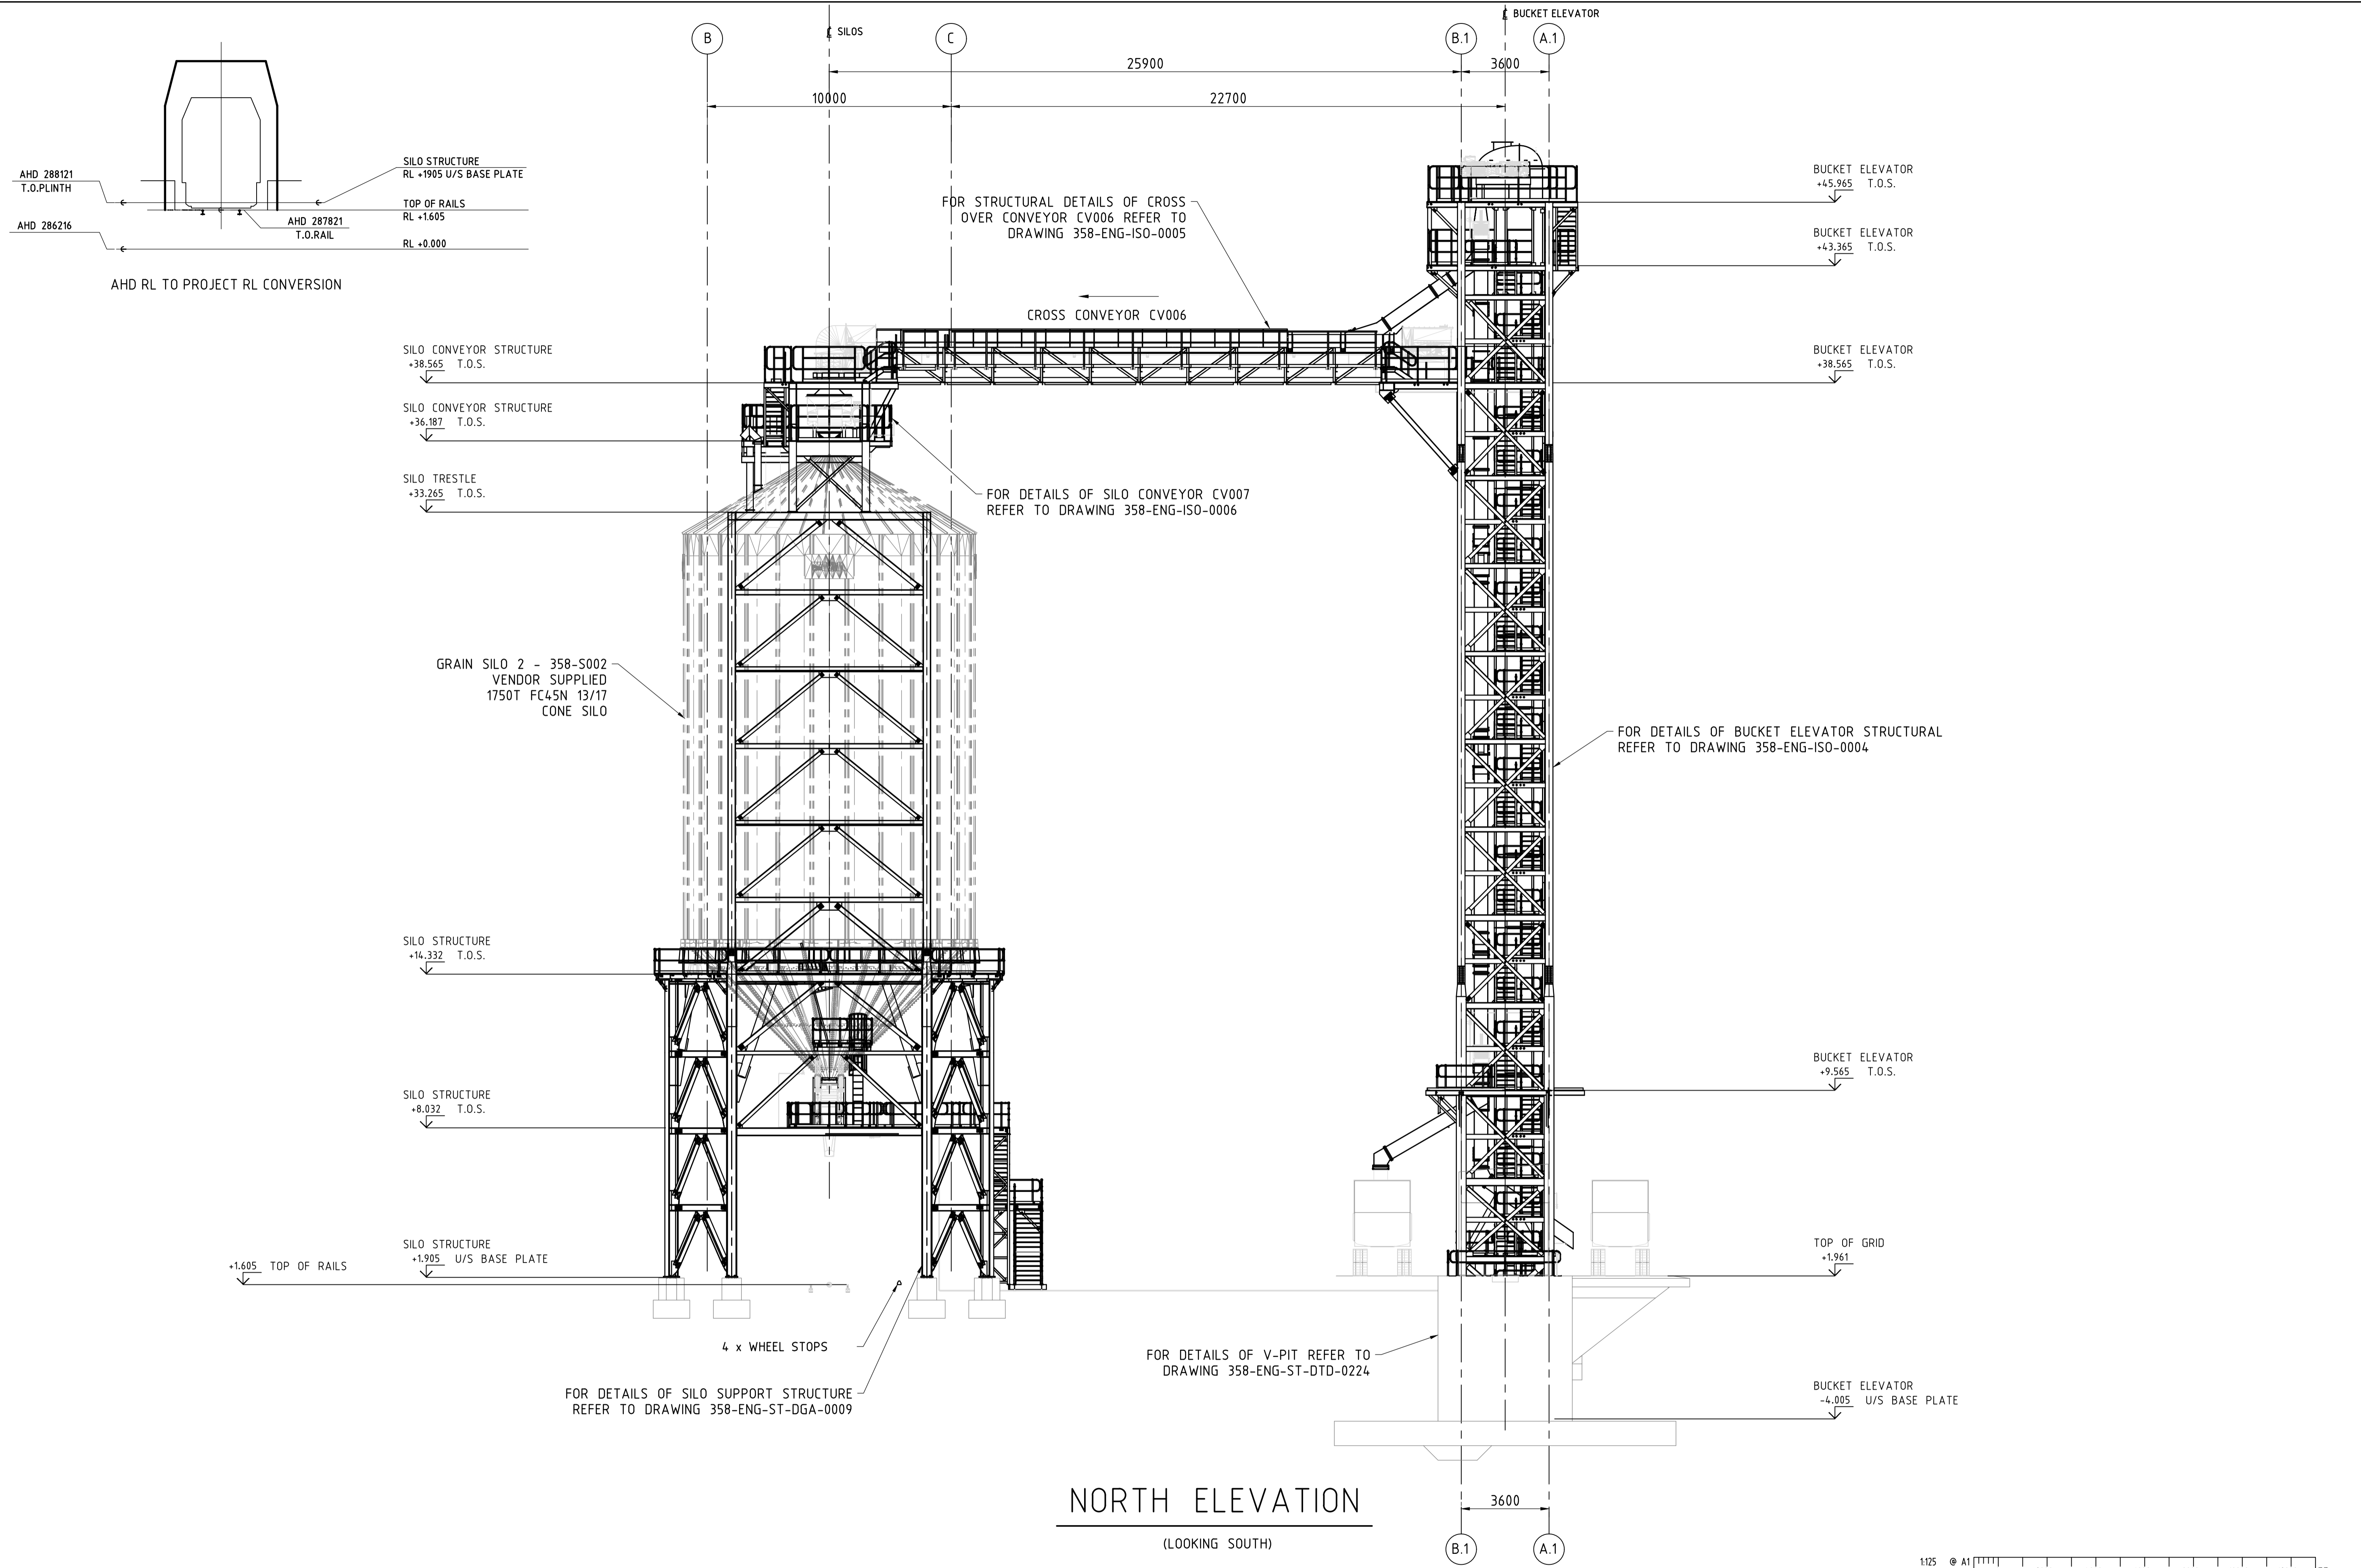 ℄ BUCKET ELEVATOR
℄ SILOS
B
C
B.1
A.1
25900
3600
10000
22700
SILO STRUCTURE
RL +1905 U/S BASE PLATE
AHD 288121
T.O.PLINTH
TOP OF RAILS
RL +1.605
AHD 287821
T.O.RAIL
AHD 286216
RL +0.000
AHD RL TO PROJECT RL CONVERSION
FOR STRUCTURAL DETAILS OF CROSS
OVER CONVEYOR CV006 REFER TO
DRAWING 358-ENG-ISO-0005
CROSS CONVEYOR CV006
BUCKET ELEVATOR
+45.965 T.O.S.
BUCKET ELEVATOR
+43.365 T.O.S.
BUCKET ELEVATOR
+38.565 T.O.S.
SILO CONVEYOR STRUCTURE
+38.565 T.O.S.
SILO CONVEYOR STRUCTURE
+36.187 T.O.S.
SILO TRESTLE
+33.265 T.O.S.
FOR DETAILS OF SILO CONVEYOR CV007
REFER TO DRAWING 358-ENG-ISO-0006
GRAIN SILO 2 - 358-S002
VENDOR SUPPLIED
1750T FC45N 13/17
CONE SILO
FOR DETAILS OF BUCKET ELEVATOR STRUCTURAL
REFER TO DRAWING 358-ENG-ISO-0004
SILO STRUCTURE
+14.332 T.O.S.
SILO STRUCTURE
+8.032 T.O.S.
BUCKET ELEVATOR
+9.565 T.O.S.
SILO STRUCTURE
+1.905 U/S BASE PLATE
+1.605 TOP OF RAILS
TOP OF GRID
+1.961
4 x WHEEL STOPS
FOR DETAILS OF V-PIT REFER TO
DRAWING 358-ENG-ST-DTD-0224
FOR DETAILS OF SILO SUPPORT STRUCTURE
REFER TO DRAWING 358-ENG-ST-DGA-0009
BUCKET ELEVATOR
-4.005 U/S BASE PLATE
NORTH ELEVATION
(LOOKING SOUTH)
3600
B.1
A.1
1:125 @ A1